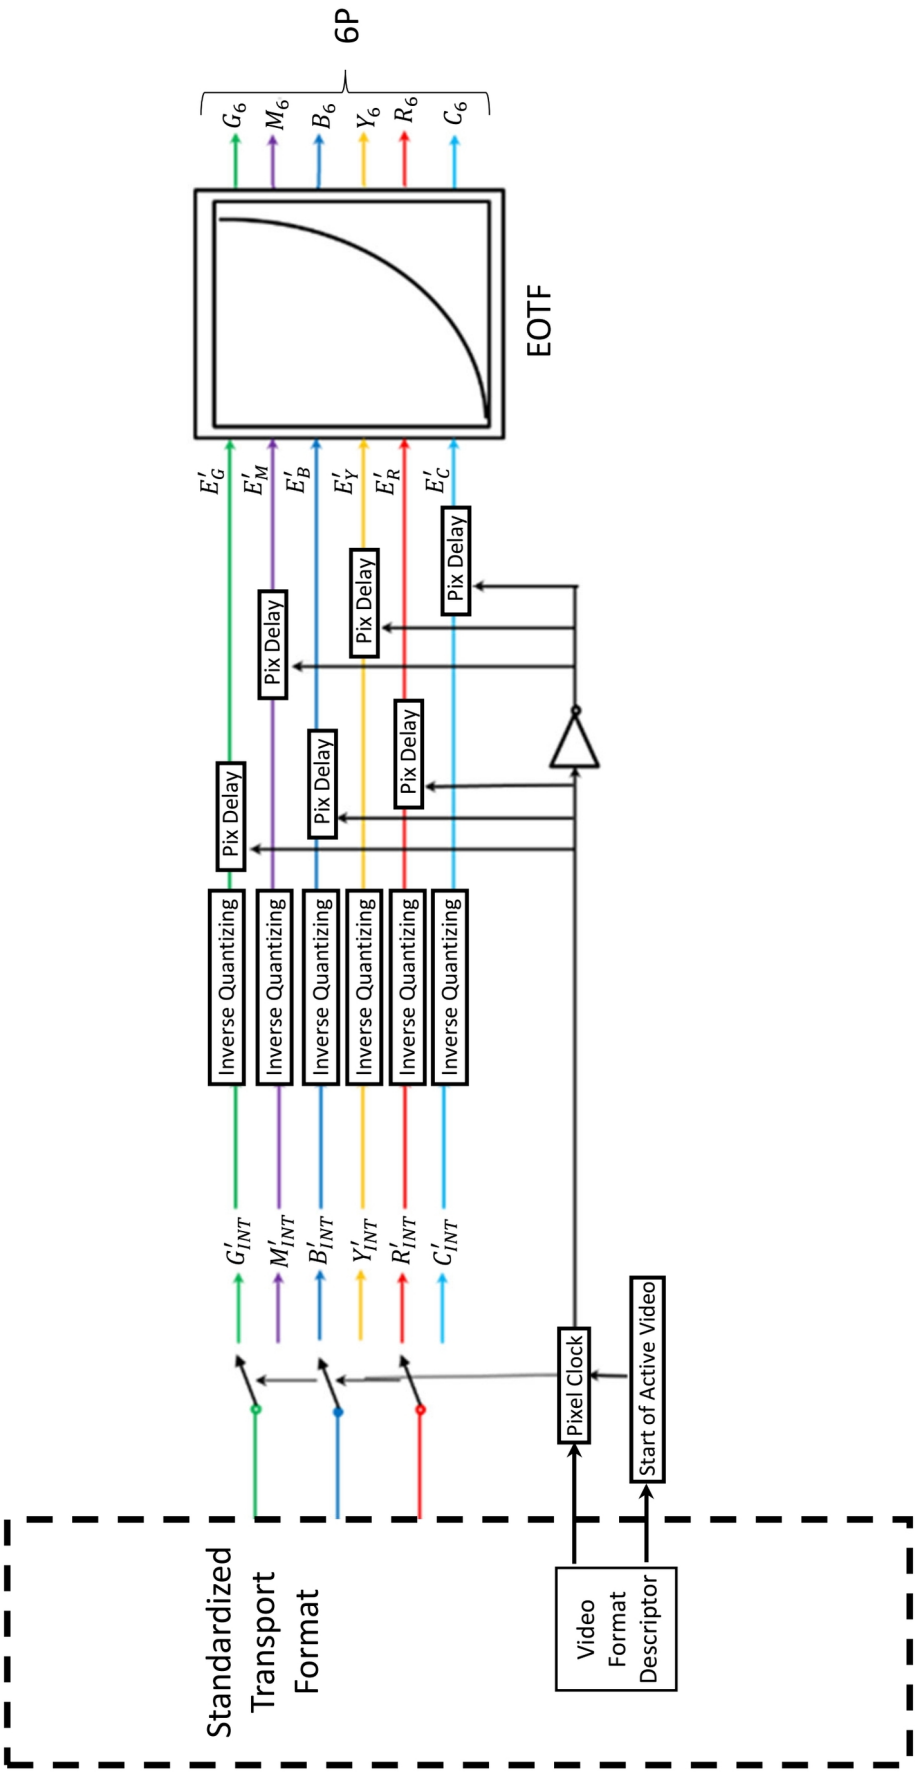 Standardized
Transport
Format
Video
Format
Descriptor
Pixel Clock
Start of Active Video
G'INT
M'INT
B'INT
Y'INT
R'INT
C'INT
Inverse Quantizing
Inverse Quantizing
Inverse Quantizing
Inverse Quantizing
Inverse Quantizing
Inverse Quantizing
Pix Delay
Pix Delay
Pix Delay
Pix Delay
Pix Delay
Pix Delay
E'G
E'M
E'B
E'Y
E'R
E'C
EOTF
G6
M6
B6
Y6
R6
C6
6P